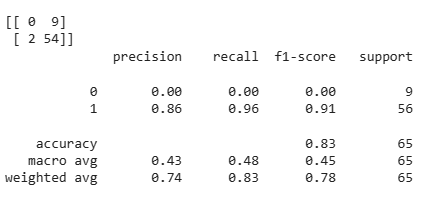 [[ 0 9]
[ 2 54]]
precision recall f1-score support
0 0.00 0.00 0.00 9
1 0.86 0.96 0.91 56
accuracy 0.83 65
macro avg 0.43 0.48 0.45 65
weighted avg 0.74 0.83 0.78 65